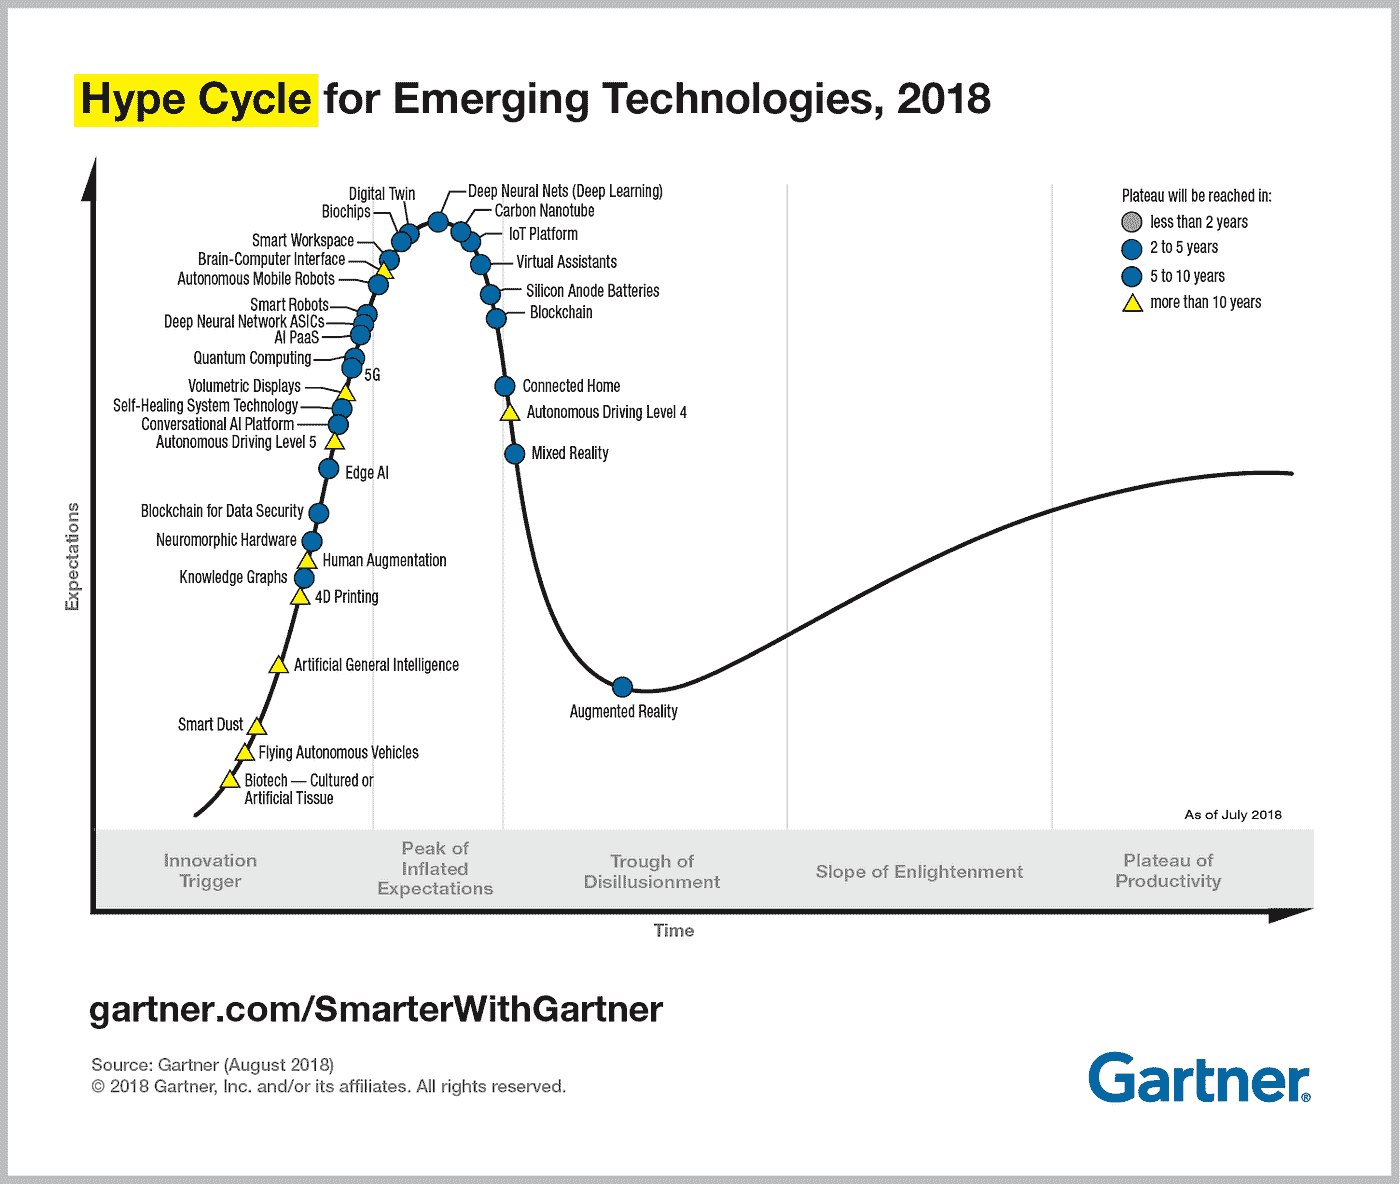 Hype Cycle for Emerging Technologies, 2018
Plateau will be reached in:
less than 2 years
2 to 5 years
5 to 10 years
more than 10 years
Expectations
Digital Twin
Biochips
Smart Workspace
Brain-Computer Interface
Autonomous Mobile Robots
Smart Robots
Deep Neural Network ASICs
AI PaaS
Quantum Computing
5G
Volumetric Displays
Self-Healing System Technology
Conversational AI Platform
Autonomous Driving Level 5
Edge AI
Blockchain for Data Security
Neuromorphic Hardware
Human Augmentation
Knowledge Graphs
4D Printing
Artificial General Intelligence
Smart Dust
Flying Autonomous Vehicles
Biotech — Cultured or
Artificial Tissue
Deep Neural Nets (Deep Learning)
Carbon Nanotube
IoT Platform
Virtual Assistants
Silicon Anode Batteries
Blockchain
Connected Home
Autonomous Driving Level 4
Mixed Reality
Augmented Reality
As of July 2018
Innovation
Trigger
Peak of
Inflated
Expectations
Trough of
Disillusionment
Slope of Enlightenment
Plateau of
Productivity
Time
gartner.com/SmarterWithGartner
Source: Gartner (August 2018)
© 2018 Gartner, Inc. and/or its affiliates. All rights reserved.
Gartner®